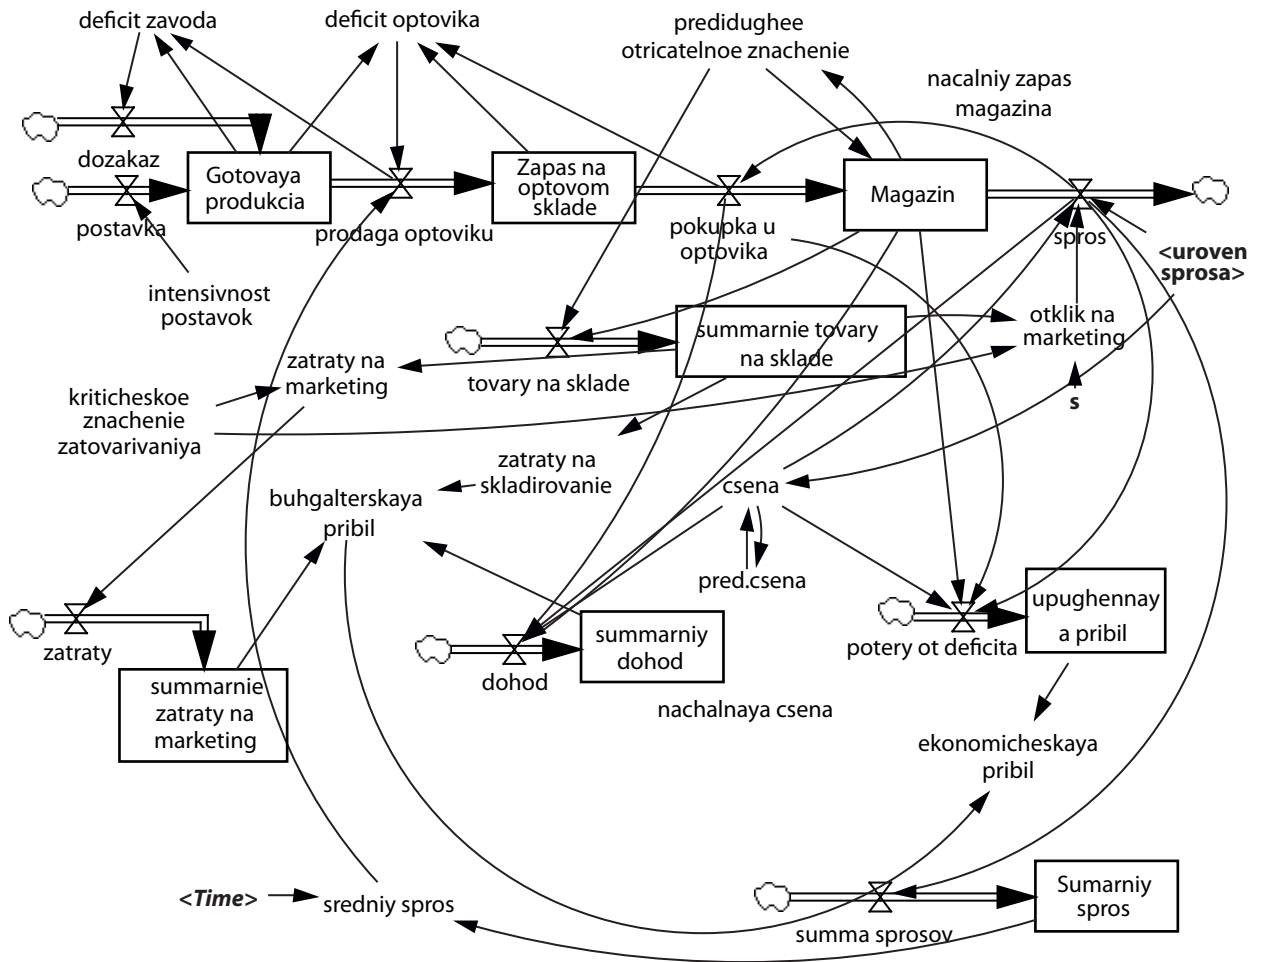 deficit zavoda
deficit optovika
predidughee
otricatelnoe znachenie
nacalniy zapas
magazina
dozakaz
Gotovaya
produkcia
Zapas na
optovom
sklade
Magazin
postavka
prodaga optoviku
pokupka u
optovika
spros
<uroven
sprosa>
intensivnost
postavok
summarnie tovary
na sklade
otklik na
marketing
zatraty na
marketing
tovary na sklade
kriticheskoe
znachenie
zatovarivaniya
s
zatraty na
skladirovanie
csena
buhgalterskaya
pribil
pred.csena
upughennay
a pribil
potery ot deficita
summarniy
dohod
zatraty
dohod
summarnie
zatraty na
marketing
nachalnaya csena
ekonomicheskaya
pribil
<Time>
sredniy spros
Sumarniy
spros
summa sprosov